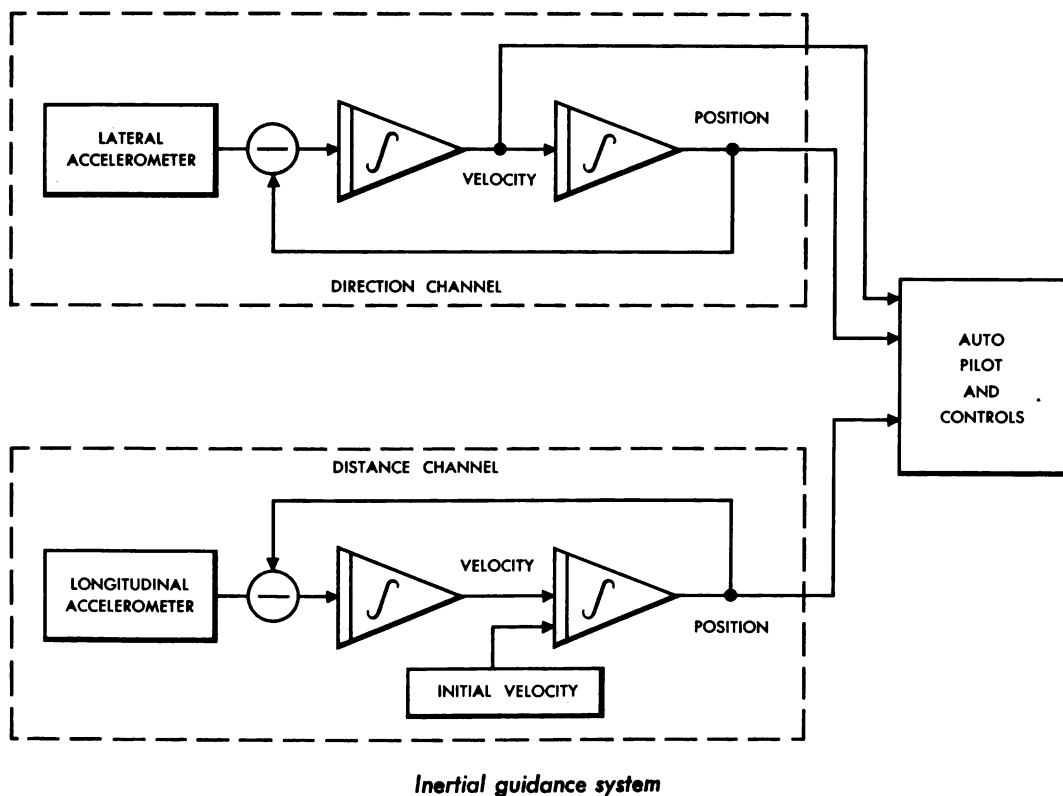 LATERAL
ACCELEROMETER
∫
VELOCITY
∫
POSITION
DIRECTION CHANNEL
AUTO
PILOT
AND
CONTROLS
DISTANCE CHANNEL
LONGITUDINAL
ACCELEROMETER
∫
VELOCITY
∫
POSITION
INITIAL VELOCITY
Inertial guidance system